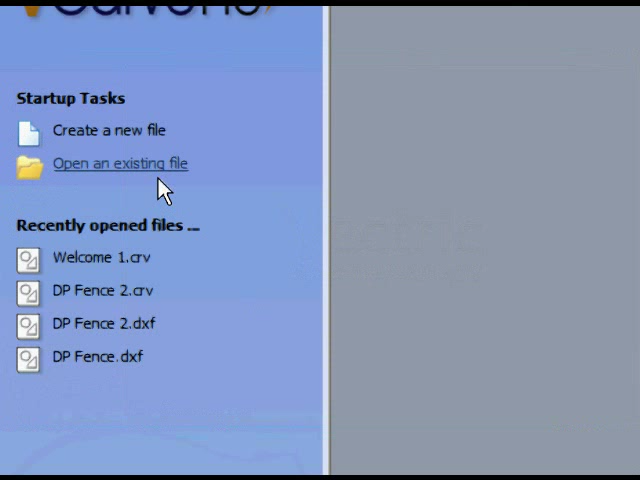 Startup Tasks
Create a new file
Open an existing file
Recently opened files ...
Welcome 1.crv
DP Fence 2.crv
DP Fence 2.dxf
DP Fence.dxf